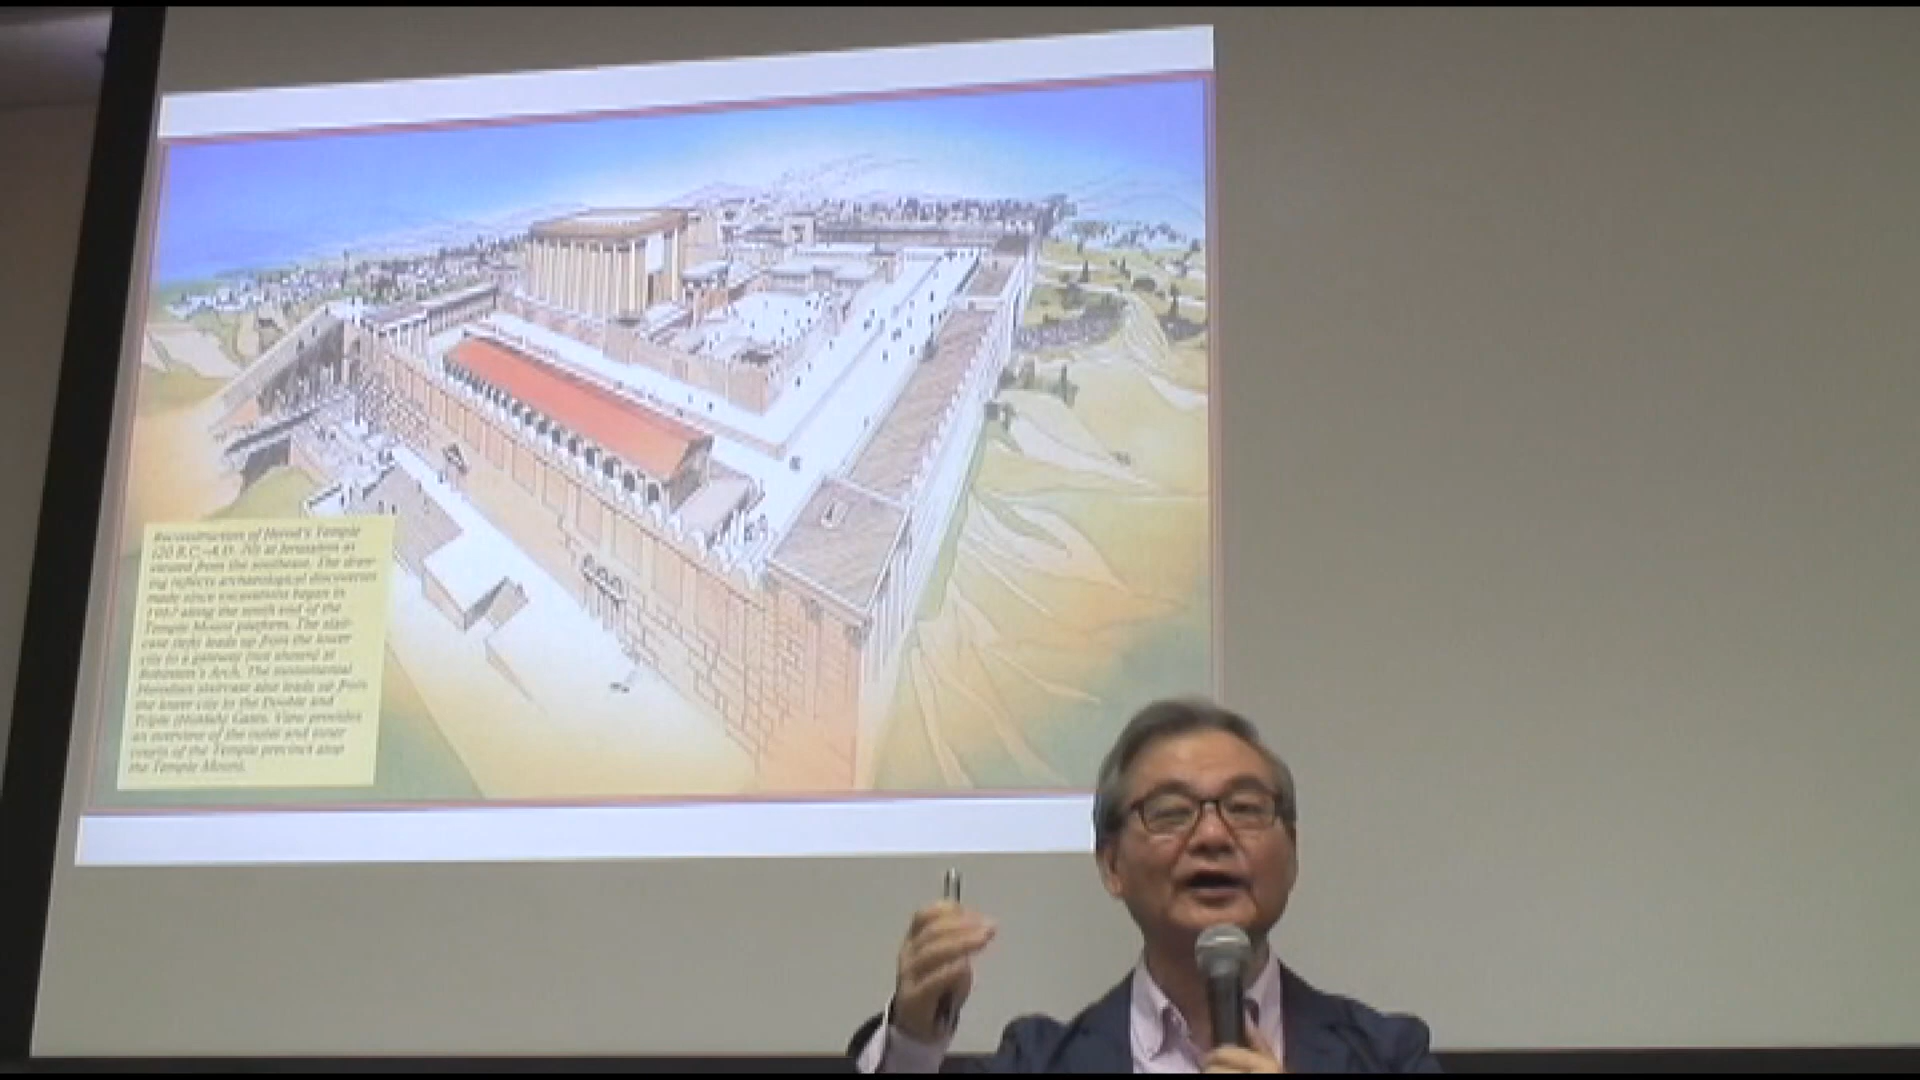 Reconstruction of Herod's Temple
(20 B.C.–A.D. 70) at Jerusalem as
viewed from the southeast. The draw-
ing reflects archaeological discoveries
made since excavations began in
1967 along the south end of the
Temple Mount platform. The stair-
case (left) leads up from the lower
city to a gateway (not shown) at
Robinson's Arch. The monumental
Herodian staircase also leads up from
the lower city to the Double and
Triple (Huldah) Gates. View provides
an overview of the outer and inner
courts of the Temple precinct atop
the Temple Mount.